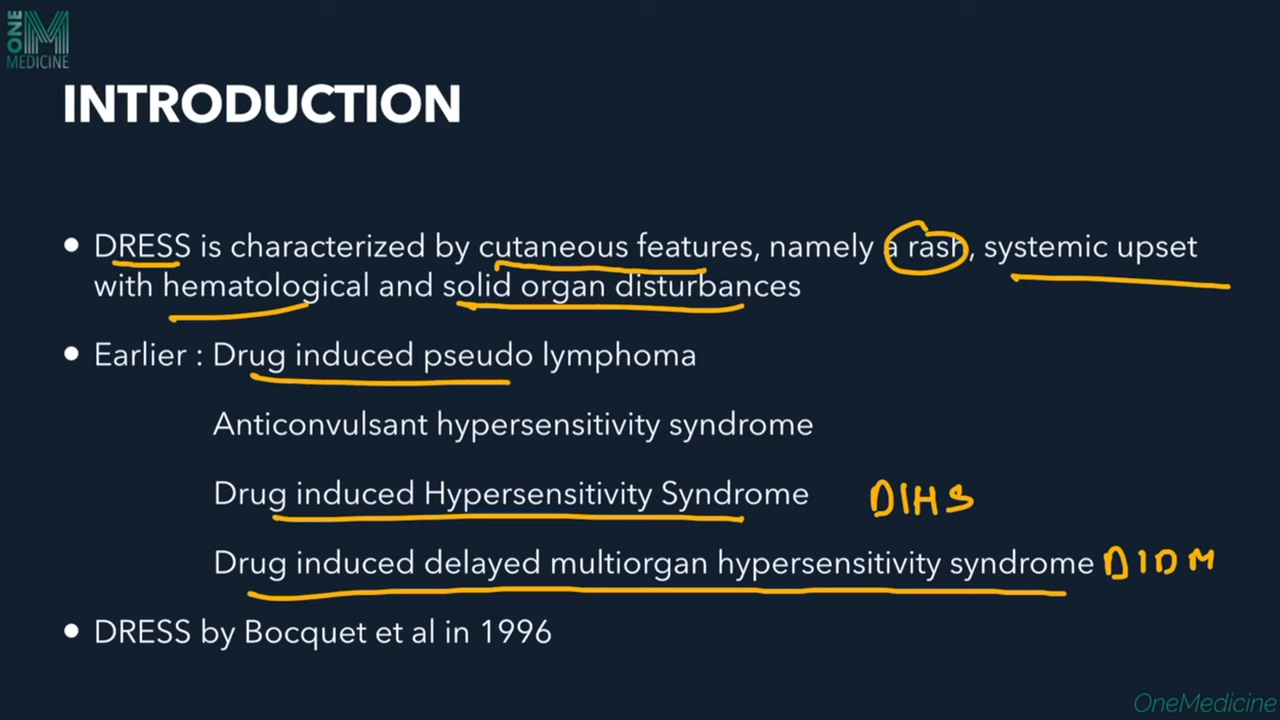 ONE
MEDICINE
INTRODUCTION
• DRESS is characterized by cutaneous features, namely a rash, systemic upset
with hematological and solid organ disturbances
• Earlier : Drug induced pseudo lymphoma
Anticonvulsant hypersensitivity syndrome
Drug induced Hypersensitivity Syndrome DIHS
Drug induced delayed multiorgan hypersensitivity syndrome DIDM
• DRESS by Bocquet et al in 1996
OneMedicine